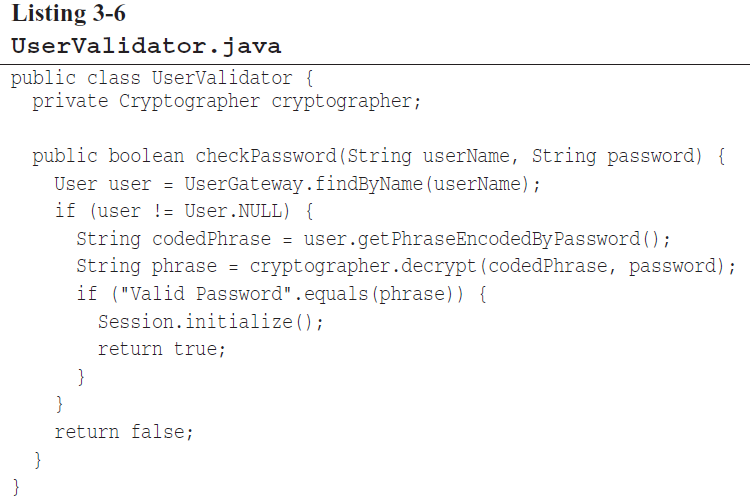 Listing 3-6
UserValidator.java
public class UserValidator {
  private Cryptographer cryptographer;

  public boolean checkPassword(String userName, String password) {
    User user = UserGateway.findByName(userName);
    if (user != User.NULL) {
      String codedPhrase = user.getPhraseEncodedByPassword();
      String phrase = cryptographer.decrypt(codedPhrase, password);
      if ("Valid Password".equals(phrase)) {
        Session.initialize();
        return true;
      }
    }
    return false;
  }
}